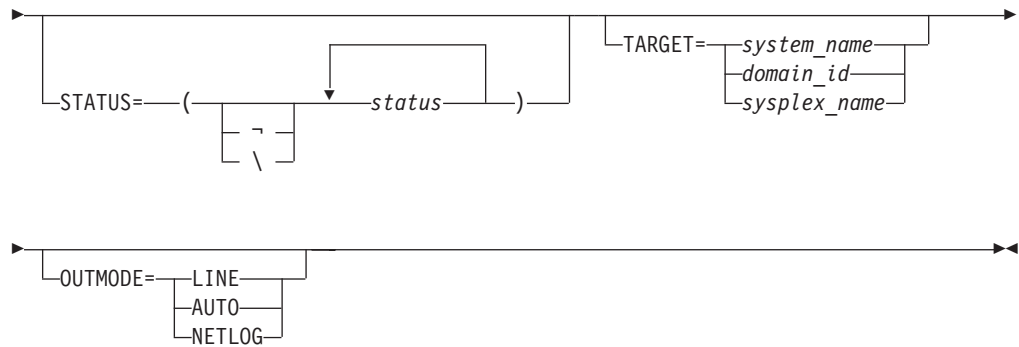 STATUS= ( status )
¬
\
TARGET= system_name
domain_id
sysplex_name
OUTMODE= LINE
AUTO
NETLOG